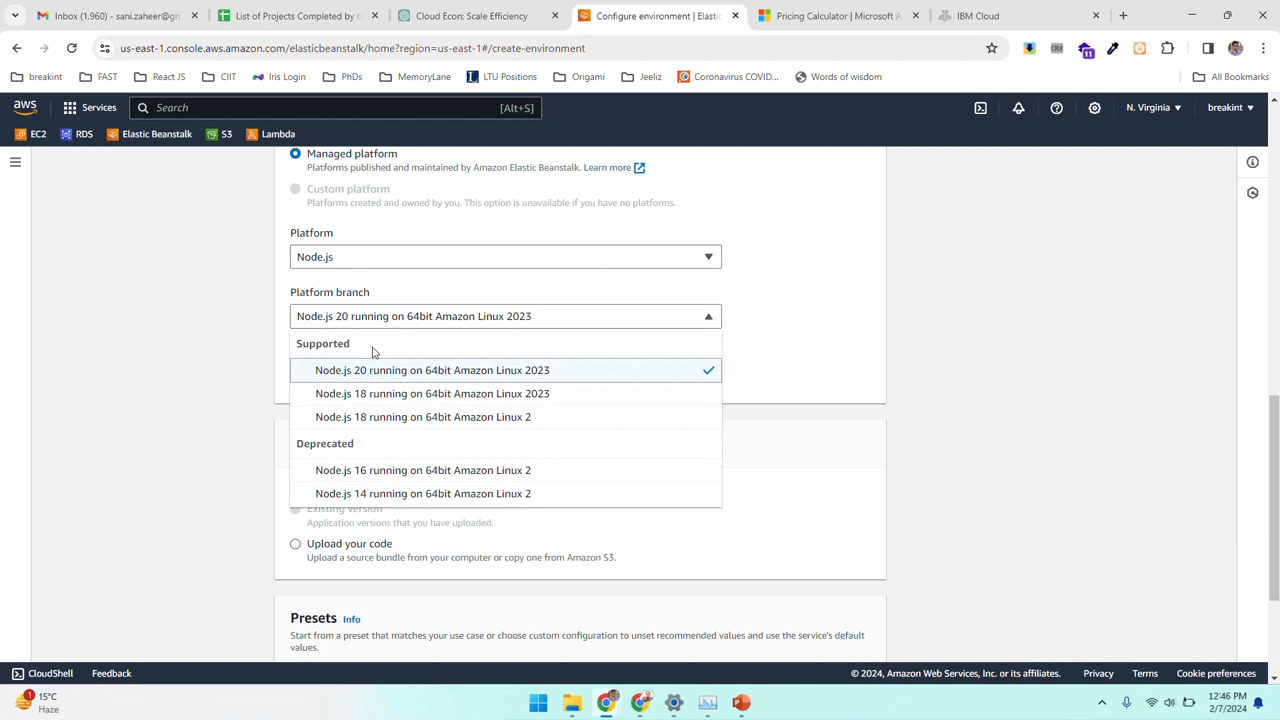 Inbox (1,960) - sani.zaheer@gm
List of Projects Completed by t
Cloud Econ: Scale Efficiency
Configure environment | Elastic
Pricing Calculator | Microsoft A
IBM Cloud
us-east-1.console.aws.amazon.com/elasticbeanstalk/home?region=us-east-1#/create-environment
CRX
11
breakint
FAST
React JS
CIIT
Iris Login
PhDs
MemoryLane
LTU Positions
Origami
Jeeliz
Coronavirus COVID...
Words of wisdom
All Bookmarks
aws
Services
Search
[Alt+S]
N. Virginia
breakint
EC2
RDS
Elastic Beanstalk
S3
Lambda
Managed platform
Platforms published and maintained by Amazon Elastic Beanstalk. Learn more
Custom platform
Platforms created and owned by you. This option is unavailable if you have no platforms.
Platform
Node.js
Platform branch
Node.js 20 running on 64bit Amazon Linux 2023
Supported
Node.js 20 running on 64bit Amazon Linux 2023
Node.js 18 running on 64bit Amazon Linux 2023
Node.js 18 running on 64bit Amazon Linux 2
Deprecated
Node.js 16 running on 64bit Amazon Linux 2
Node.js 14 running on 64bit Amazon Linux 2
Existing version
Application versions that you have uploaded.
Upload your code
Upload a source bundle from your computer or copy one from Amazon S3.
Presets Info
Start from a preset that matches your use case or choose custom configuration to unset recommended values and use the service's default
values.
CloudShell
Feedback
© 2024, Amazon Web Services, Inc. or its affiliates.
Privacy
Terms
Cookie preferences
1
15°C
Haze
12:46 PM
2/7/2024